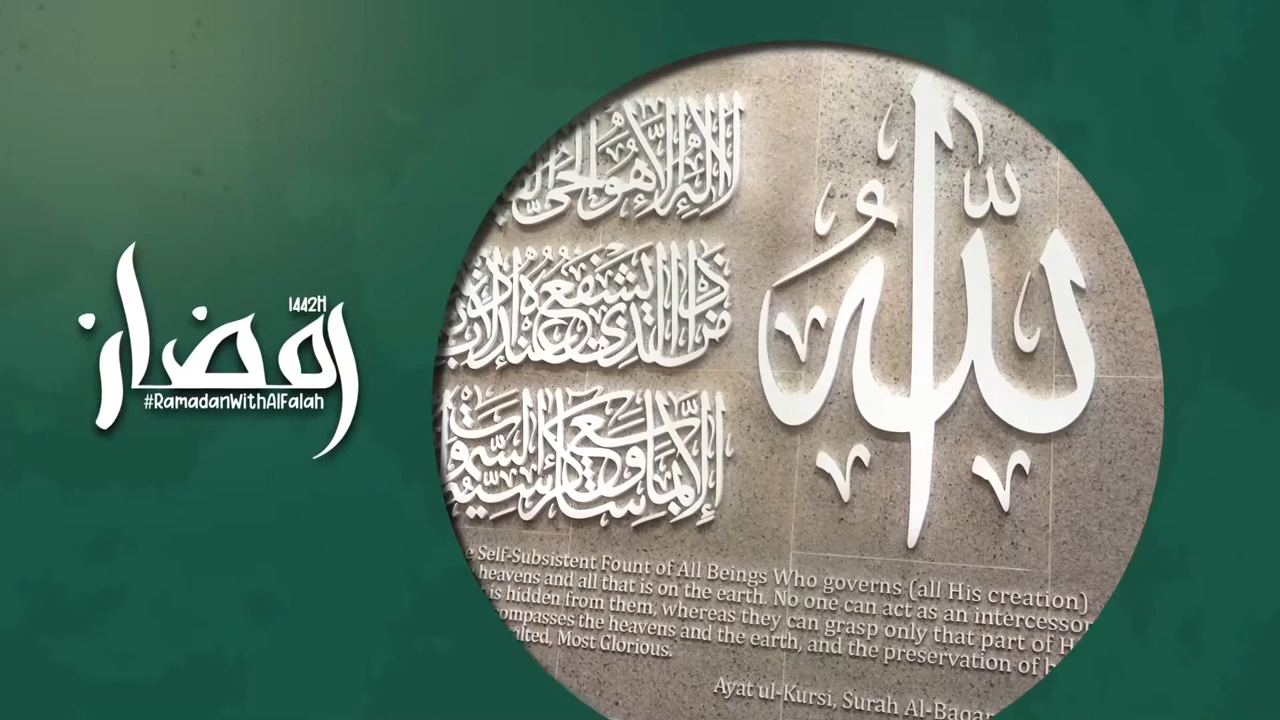 رمضان
1442H
#RamadanWithAlFalah
الله
لا إله إلا هو الحي
من ذا الذي يشفع عنده إلا
إلا بما شاء وسع كرسيه السموت
e Self-Subsistent Fount of All Beings Who governs (all His creation)
heavens and all that is on the earth. No one can act as an intercessor
is hidden from them, whereas they can grasp only that part of H
ompasses the heavens and the earth, and the preservation of
alted, Most Glorious.
Ayat ul-Kursi, Surah Al-Baqar